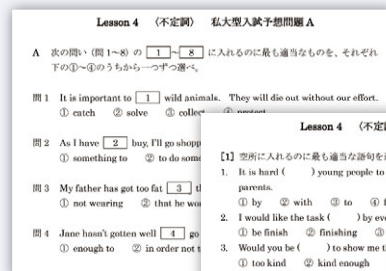 Lesson 4 〈不定詞〉 私大型入試予想問題 A
A 次の問い (問 1~8) の 1 ~ 8 に入れるのに最も適当なものを、それぞれ
下の①~④のうちから一つずつ選べ。
問 1 It is important to 1 wild animals. They will die out without our effort.
① catch ② solve ③ collect ④ protect
問 2 As I have 2 buy, I'll go shopp
① something to ② to do some
問 3 My father has got too fat 3 t
① not wearing ② that he wo
問 4 Jane hasn't gotten well 4 go
① enough to ② in order not t
Lesson 4 〈不定
[1] 空所に入れるのに最も適当な語句を
1. It is hard ( ) young people to
parents.
① by ② with ③ to ④ f
2. I would like the task ( ) by eve
① be finish ② finishing ③
3. Would you be ( ) to show me t
① too kind ② kind enough